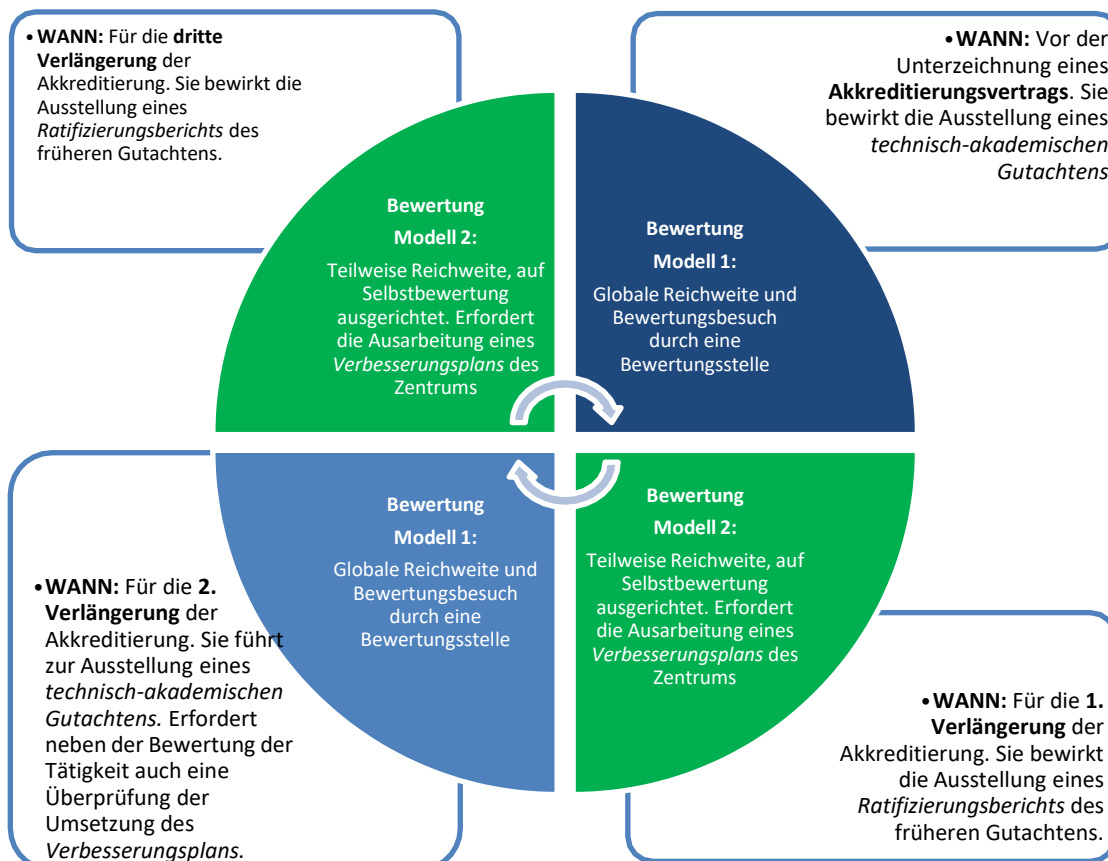 •WANN: Für die dritte
Verlängerung der
Akkreditierung. Sie bewirkt die
Ausstellung eines
Ratifizierungsberichts des
früheren Gutachtens.
•WANN: Vor der
Unterzeichnung eines
Akkreditierungsvertrags. Sie
bewirkt die Ausstellung eines
technisch-akademischen
Gutachtens
Bewertung
Modell 2:
Teilweise Reichweite, auf
Selbstbewertung
ausgerichtet. Erfordert
die Ausarbeitung eines
Verbesserungsplans des
Zentrums
Bewertung
Modell 1:
Globale Reichweite und
Bewertungsbesuch
durch eine
Bewertungsstelle
Bewertung
Modell 1:
Globale Reichweite und
Bewertungsbesuch
durch eine
Bewertungsstelle
Bewertung
Modell 2:
Teilweise Reichweite, auf
Selbstbewertung
ausgerichtet. Erfordert
die Ausarbeitung eines
Verbesserungsplans des
Zentrums
•WANN: Für die 2.
Verlängerung der
Akkreditierung. Sie führt
zur Ausstellung eines
technisch-akademischen
Gutachtens. Erfordert
neben der Bewertung der
Tätigkeit auch eine
Überprüfung der
Umsetzung des
Verbesserungsplans.
•WANN: Für die 1.
Verlängerung der
Akkreditierung. Sie bewirkt
die Ausstellung eines
Ratifizierungsberichts des
früheren Gutachtens.